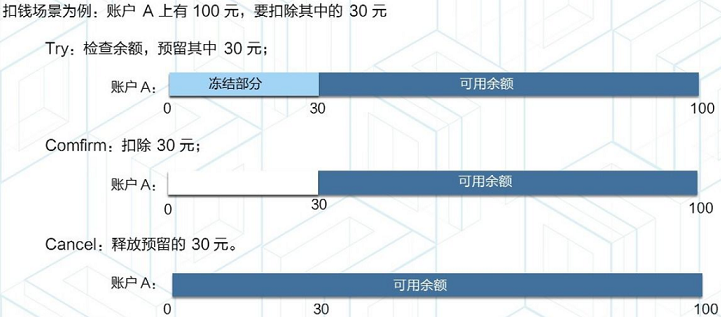 扣钱场景为例：账户 A 上有 100 元，要扣除其中的 30 元
Try：检查余额，预留其中 30 元；
账户 A： 冻结部分 可用余额
0 30 100
Comfirm：扣除 30 元；
账户 A： 可用余额
0 30 100
Cancel：释放预留的 30 元。
账户 A： 可用余额
0 30 100